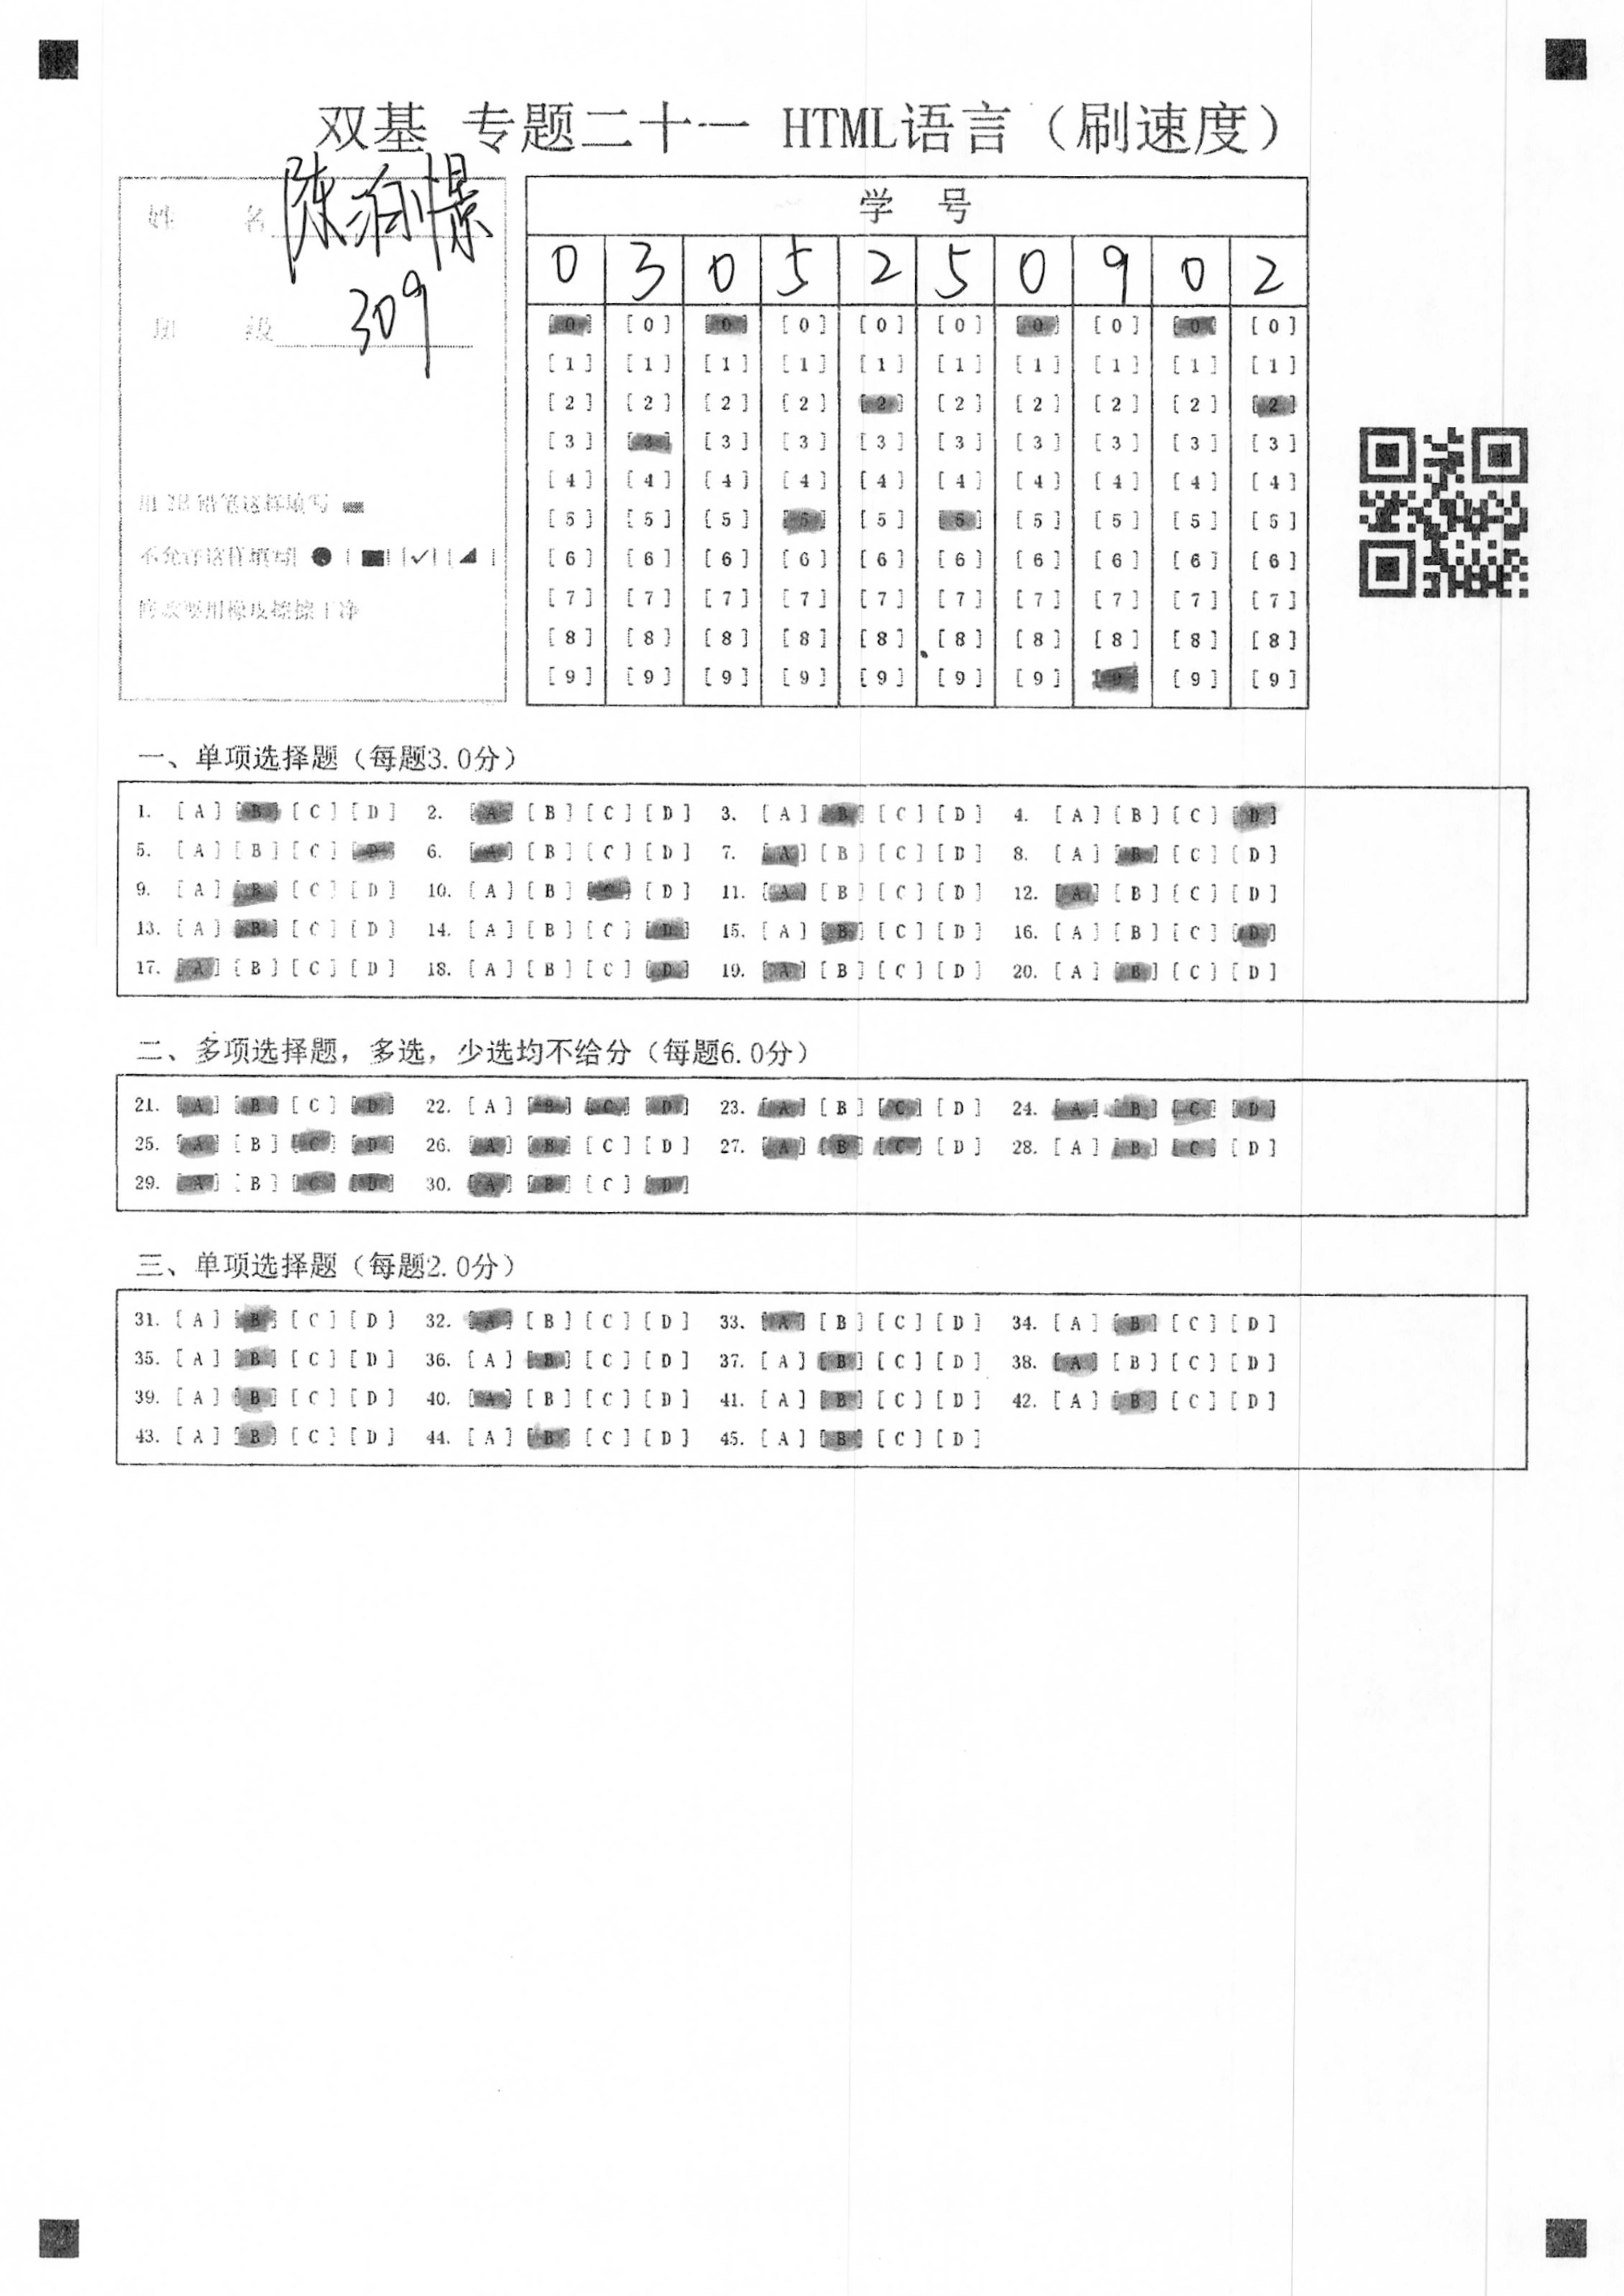 双基 专题二十一 HTML语言（刷速度）
姓 名 陈
班 级 309
用 2B 铅笔这样填写
不允许这样填写
修改要用橡皮擦擦干净
学 号
0 3 0 5 2 5 0 9 0 2
[0] [0] [0] [0] [0] [0] [0] [0] [0] [0]
[1] [1] [1] [1] [1] [1] [1] [1] [1] [1]
[2] [2] [2] [2] [2] [2] [2] [2] [2] [2]
[3] [3] [3] [3] [3] [3] [3] [3] [3] [3]
[4] [4] [4] [4] [4] [4] [4] [4] [4] [4]
[5] [5] [5] [5] [5] [5] [5] [5] [5] [5]
[6] [6] [6] [6] [6] [6] [6] [6] [6] [6]
[7] [7] [7] [7] [7] [7] [7] [7] [7] [7]
[8] [8] [8] [8] [8] [8] [8] [8] [8] [8]
[9] [9] [9] [9] [9] [9] [9] [9] [9] [9]
一、单项选择题（每题3.0分）
1. [A] [B] [C] [D] 2. [A] [B] [C] [D] 3. [A] [B] [C] [D] 4. [A] [B] [C] [D]
5. [A] [B] [C] [D] 6. [A] [B] [C] [D] 7. [A] [B] [C] [D] 8. [A] [B] [C] [D]
9. [A] [B] [C] [D] 10. [A] [B] [C] [D] 11. [A] [B] [C] [D] 12. [A] [B] [C] [D]
13. [A] [B] [C] [D] 14. [A] [B] [C] [D] 15. [A] [B] [C] [D] 16. [A] [B] [C] [D]
17. [A] [B] [C] [D] 18. [A] [B] [C] [D] 19. [A] [B] [C] [D] 20. [A] [B] [C] [D]
二、多项选择题，多选，少选均不给分（每题6.0分）
21. [A] [B] [C] [D] 22. [A] [B] [C] [D] 23. [A] [B] [C] [D] 24. [A] [B] [C] [D]
25. [A] [B] [C] [D] 26. [A] [B] [C] [D] 27. [A] [B] [C] [D] 28. [A] [B] [C] [D]
29. [A] [B] [C] [D] 30. [A] [B] [C] [D]
三、单项选择题（每题2.0分）
31. [A] [B] [C] [D] 32. [A] [B] [C] [D] 33. [A] [B] [C] [D] 34. [A] [B] [C] [D]
35. [A] [B] [C] [D] 36. [A] [B] [C] [D] 37. [A] [B] [C] [D] 38. [A] [B] [C] [D]
39. [A] [B] [C] [D] 40. [A] [B] [C] [D] 41. [A] [B] [C] [D] 42. [A] [B] [C] [D]
43. [A] [B] [C] [D] 44. [A] [B] [C] [D] 45. [A] [B] [C] [D]